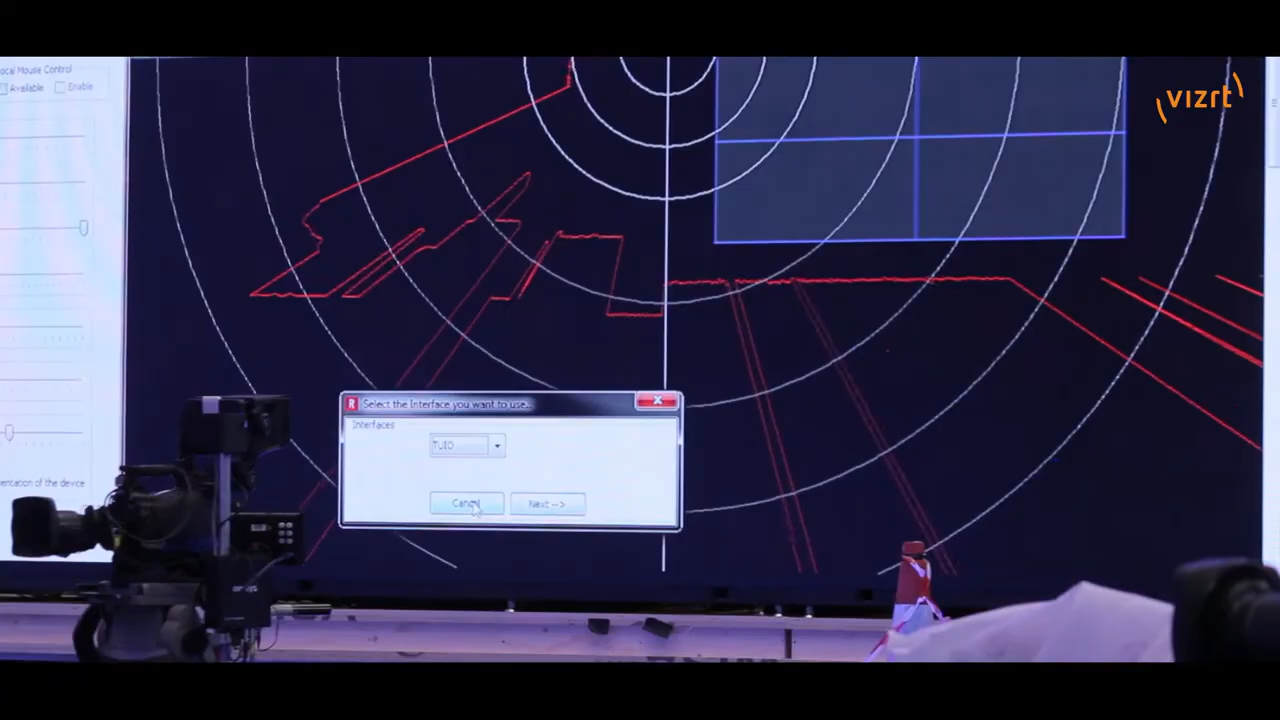 ocal Mouse Control
Available
Enable
vizrt
Select the Interface you want to use..
Interfaces
TUIO
Cancel
Next -->
entation of the device